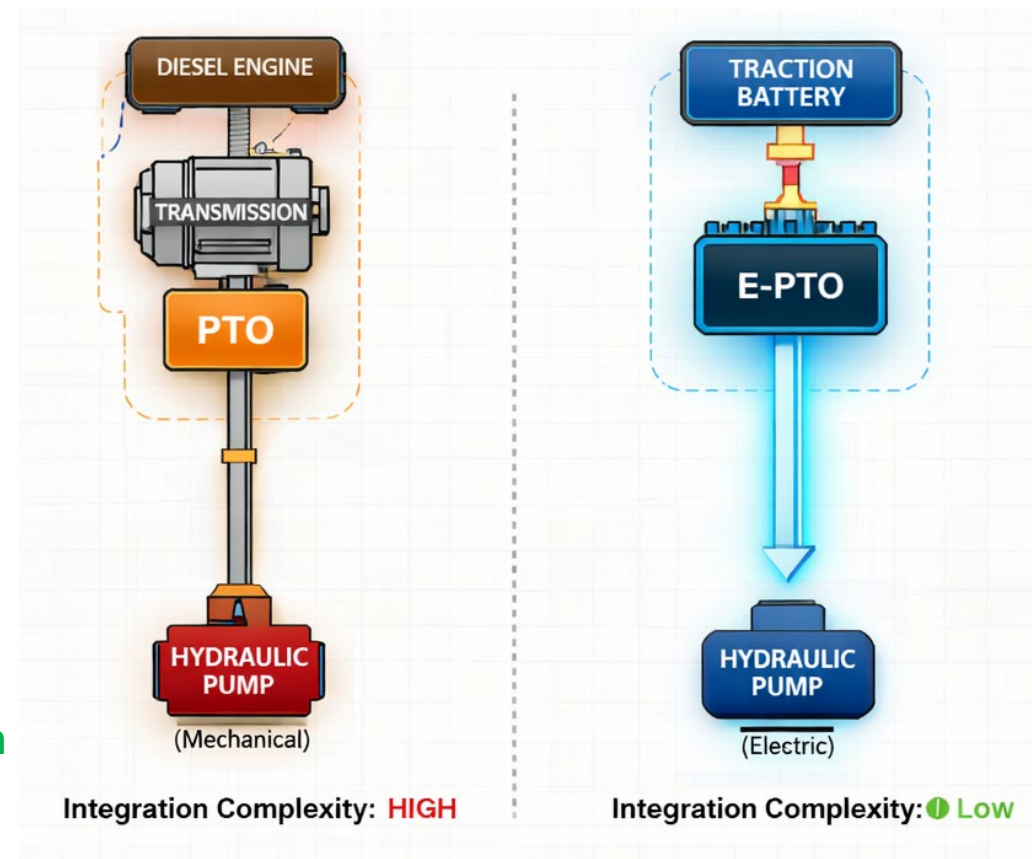 DIESEL ENGINE
TRANSMISSION
PTO
HYDRAULIC
PUMP
(Mechanical)
Integration Complexity: HIGH
TRACTION
BATTERY
E-PTO
HYDRAULIC
PUMP
(Electric)
Integration Complexity: Low